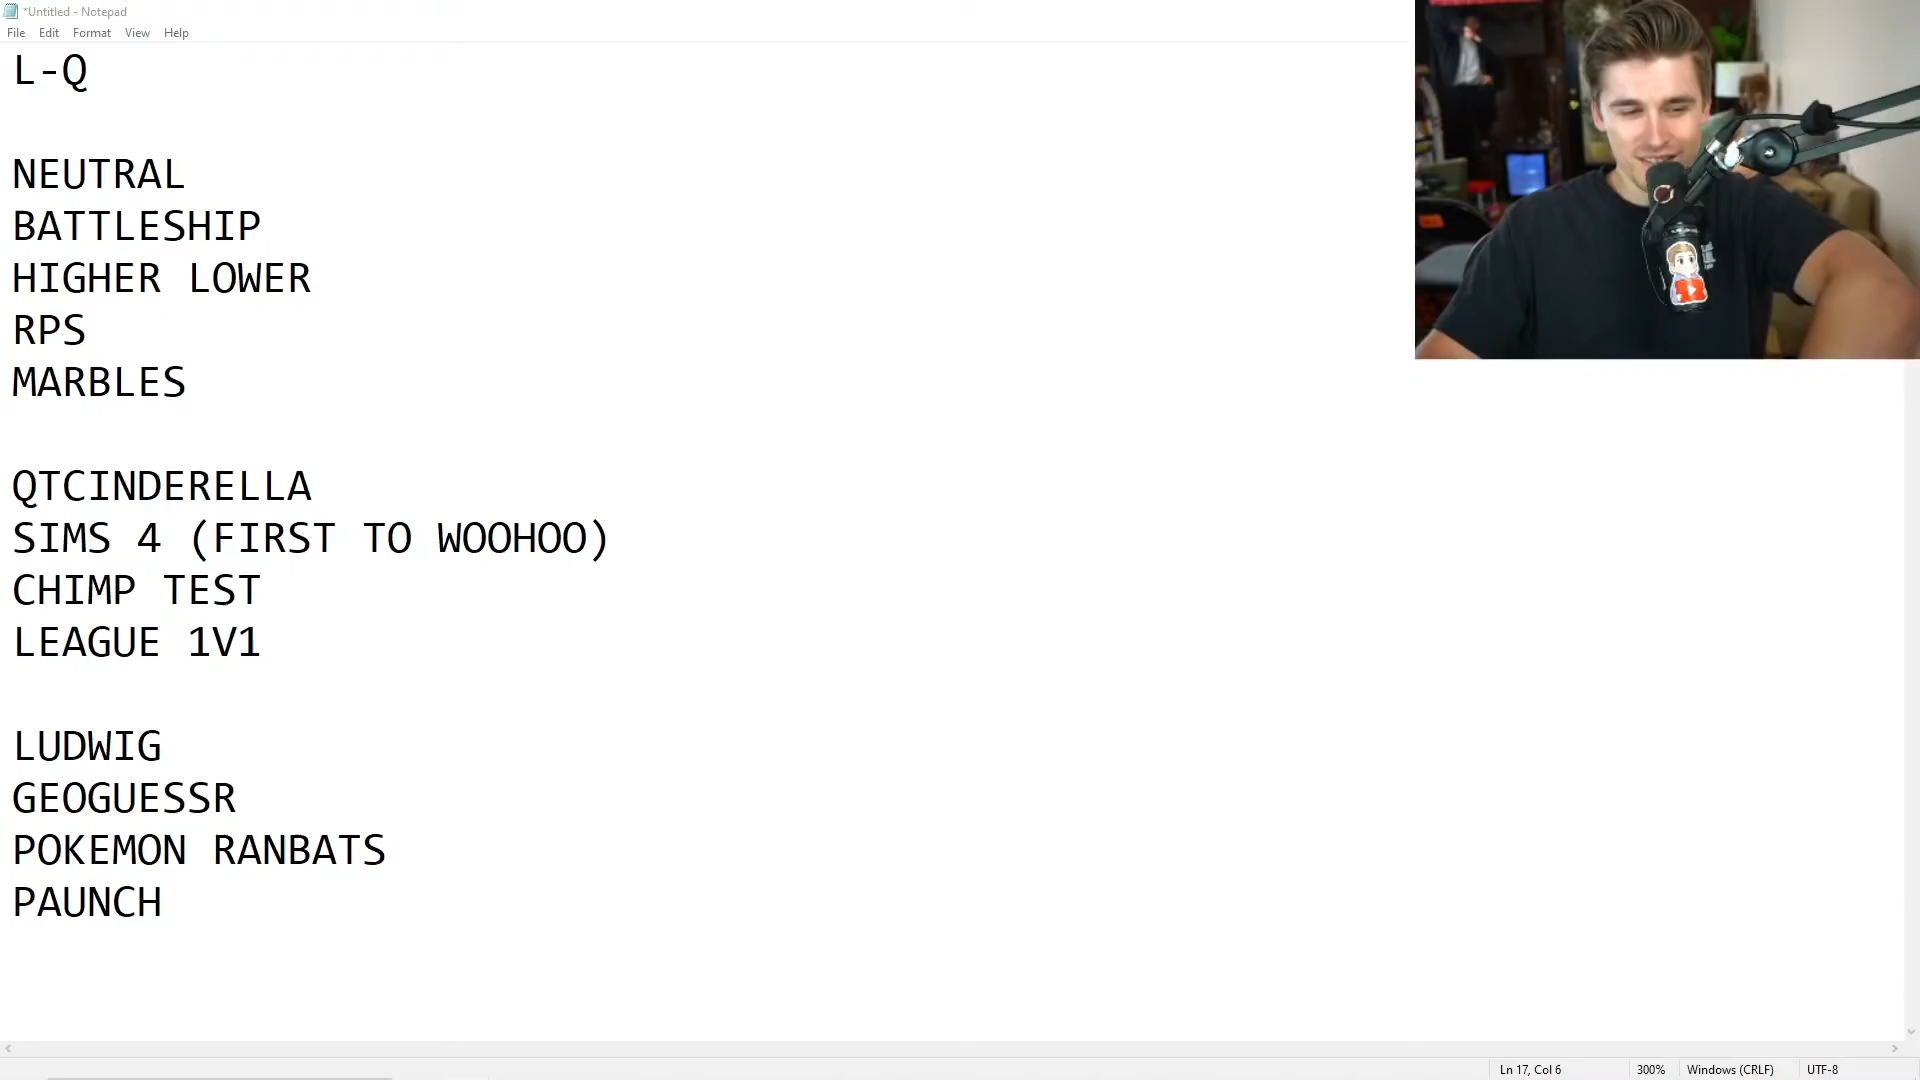 *Untitled - Notepad
File Edit Format View Help
L-Q
NEUTRAL
BATTLESHIP
HIGHER LOWER
RPS
MARBLES
QTCINDERELLA
SIMS 4 (FIRST TO WOOHOO)
CHIMP TEST
LEAGUE 1V1
LUDWIG
GEOGUESSR
POKEMON RANBATS
PAUNCH
Ln 17, Col 6 300% Windows (CRLF) UTF-8